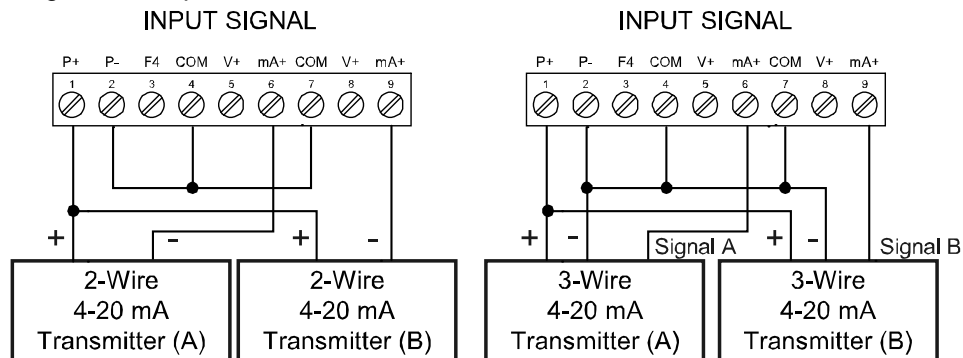 INPUT SIGNAL
P+ P- F4 COM V+ mA+ COM V+ mA+
1 2 3 4 5 6 7 8 9
+ - + -
2-Wire
4-20 mA
Transmitter (A)
2-Wire
4-20 mA
Transmitter (B)
INPUT SIGNAL
P+ P- F4 COM V+ mA+ COM V+ mA+
1 2 3 4 5 6 7 8 9
+ - Signal A + - Signal B
3-Wire
4-20 mA
Transmitter (A)
3-Wire
4-20 mA
Transmitter (B)